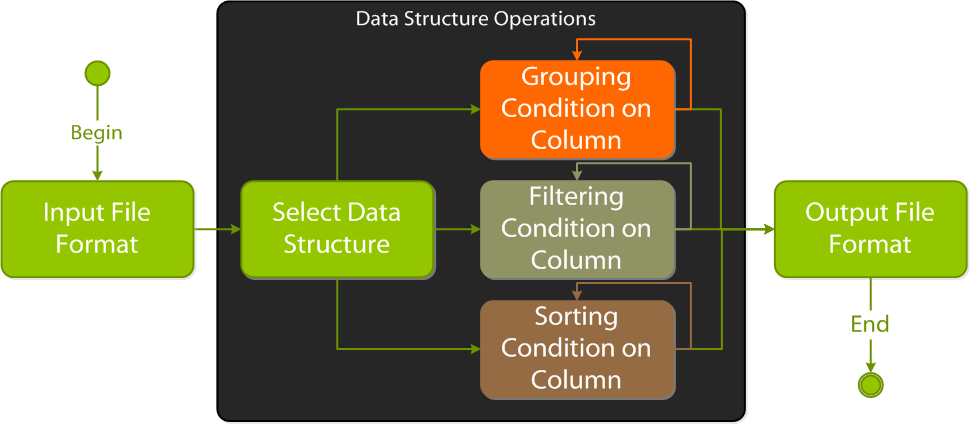 Data Structure Operations
Begin
Input File
Format
Select Data
Structure
Grouping
Condition on
Column
Filtering
Condition on
Column
Sorting
Condition on
Column
Output File
Format
End